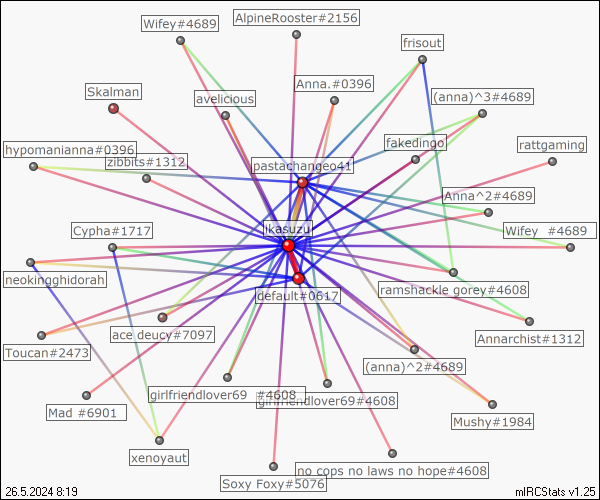 AlpineRooster#2156
Wifey#4689
frisout
Anna.#0396
Skalman
avelicious
(anna)^3#4689
fakedingo
rattgaming
hypomanianna#0396
zibbits#1312
pastachangeo41
Anna^2#4689
Cypha#1717
ikasuzu
Wifey  #4689
neokingghidorah
default#0617
ranshackle gorey#4608
ace deucy#7097
Annarchist#1312
Toucan#2473
(anna)^2#4689
girlfriendlover69  #4608
girlfriendlover69#4608
Mad #6901
Mushy#1984
xenoyaut
no cops no laws no hope#4608
Soxy Foxy#5076
26.5.2024 8:19
mIRCStats v1.25